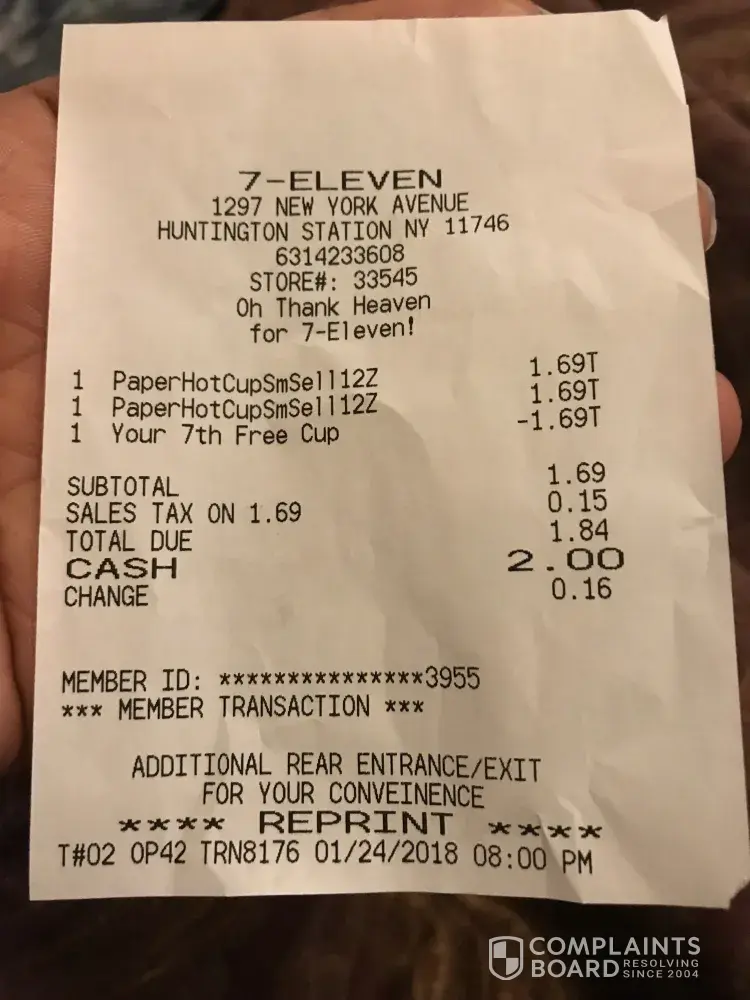 7-ELEVEN
1297 NEW YORK AVENUE
HUNTINGTON STATION NY 11746
6314233608
STORE#: 33545
Oh Thank Heaven
for 7-Eleven!
1 PaperHotCupSmSell12Z 1.69T
1 PaperHotCupSmSell12Z 1.69T
1 Your 7th Free Cup -1.69T
SUBTOTAL 1.69
SALES TAX ON 1.69 0.15
TOTAL DUE 1.84
CASH 2.00
CHANGE 0.16
MEMBER ID: ***************3955
*** MEMBER TRANSACTION ***
ADDITIONAL REAR ENTRANCE/EXIT
FOR YOUR CONVEINENCE
**** REPRINT ****
T#02 OP42 TRN8176 01/24/2018 08:00 PM
COMPLAINTS
BOARD RESOLVING SINCE 2004